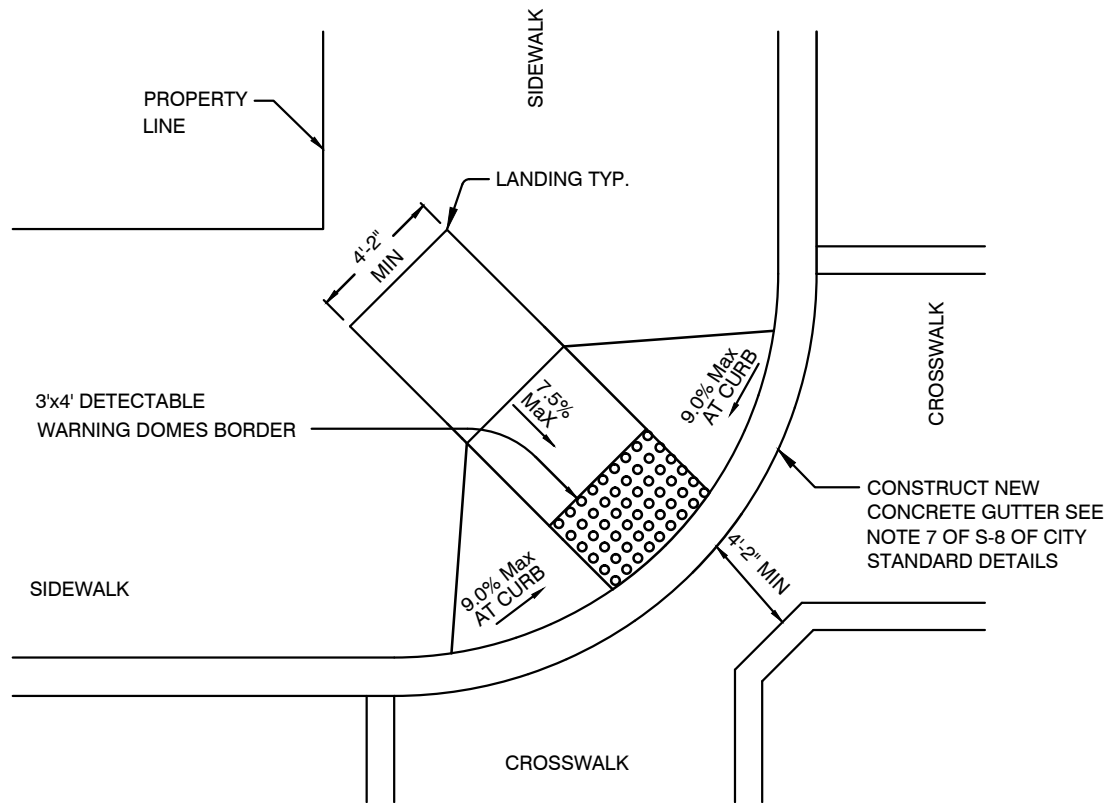 SIDEWALK
PROPERTY
LINE
LANDING TYP.
4'-2"
MIN
CROSSWALK
3'x4' DETECTABLE
WARNING DOMES BORDER
7.5%
MaX
9.0% Max
AT CURB
CONSTRUCT NEW
CONCRETE GUTTER SEE
NOTE 7 OF S-8 OF CITY
STANDARD DETAILS
4'-2" MIN
SIDEWALK
9.0% Max
AT CURB
CROSSWALK